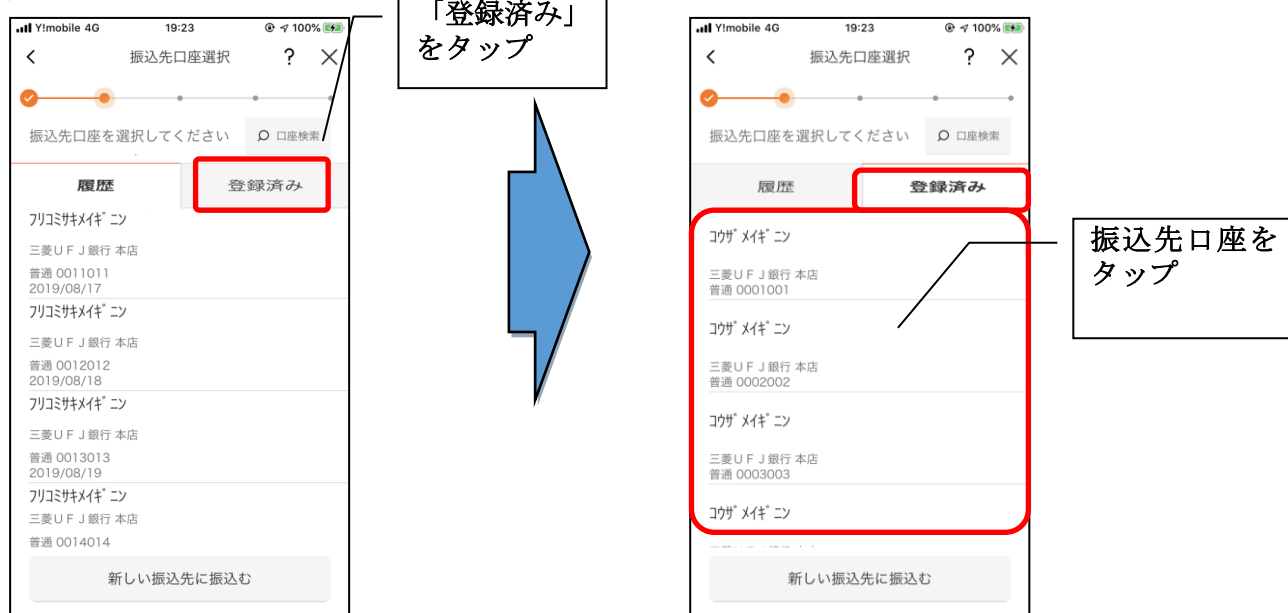 Y!mobile 4G 19:23 100%
振込先口座選択 ? ×
振込先口座を選択してください 口座検索
履歴 登録済み
ﾌﾘｺﾐｻｷﾒｲｷﾞﾆﾝ
三菱ＵＦＪ銀行 本店
普通 0011011
2019/08/17
ﾌﾘｺﾐｻｷﾒｲｷﾞﾆﾝ
三菱ＵＦＪ銀行 本店
普通 0012012
2019/08/18
ﾌﾘｺﾐｻｷﾒｲｷﾞﾆﾝ
三菱ＵＦＪ銀行 本店
普通 0013013
2019/08/19
ﾌﾘｺﾐｻｷﾒｲｷﾞﾆﾝ
三菱ＵＦＪ銀行 本店
普通 0014014
新しい振込先に振込む
「登録済み」
をタップ
Y!mobile 4G 19:23 100%
振込先口座選択 ? ×
振込先口座を選択してください 口座検索
履歴 登録済み
ｺｳｻﾞﾒｲｷﾞﾆﾝ
三菱ＵＦＪ銀行 本店
普通 0001001
ｺｳｻﾞﾒｲｷﾞﾆﾝ
三菱ＵＦＪ銀行 本店
普通 0002002
ｺｳｻﾞﾒｲｷﾞﾆﾝ
三菱ＵＦＪ銀行 本店
普通 0003003
ｺｳｻﾞﾒｲｷﾞﾆﾝ
新しい振込先に振込む
振込先口座を
タップ